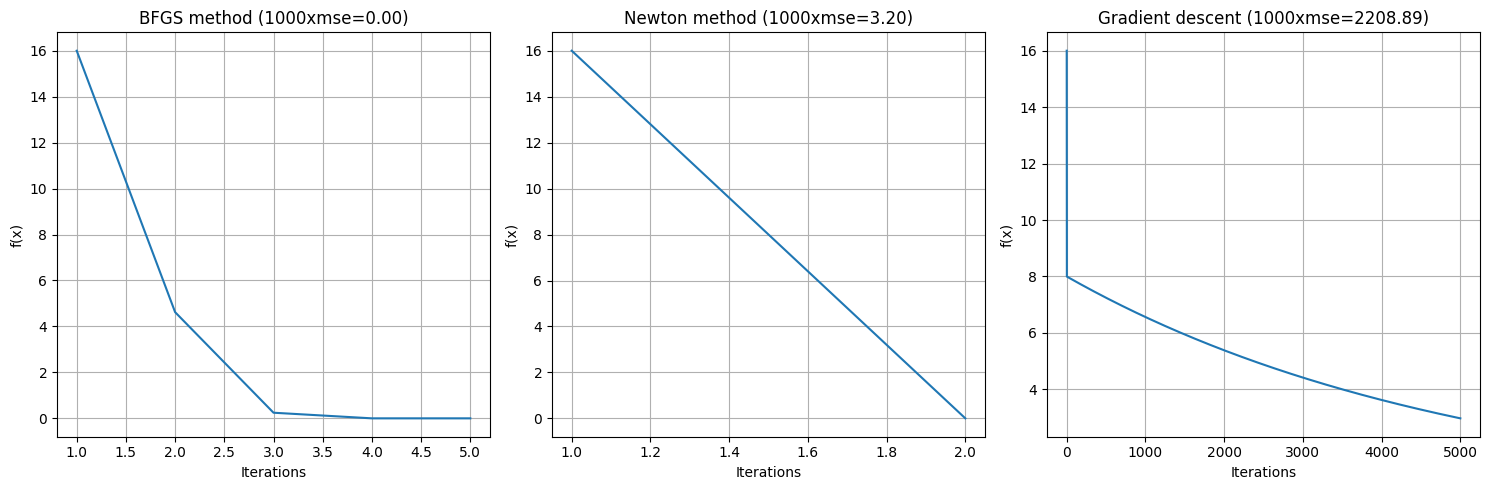 BFGS method (1000xmse=0.00)
16
14
12
10
8
6
4
2
0
f(x)
1.0 1.5 2.0 2.5 3.0 3.5 4.0 4.5 5.0
Iterations
Newton method (1000xmse=3.20)
16
14
12
10
8
6
4
2
0
f(x)
1.0 1.2 1.4 1.6 1.8 2.0
Iterations
Gradient descent (1000xmse=2208.89)
16
14
12
10
8
6
4
f(x)
0 1000 2000 3000 4000 5000
Iterations